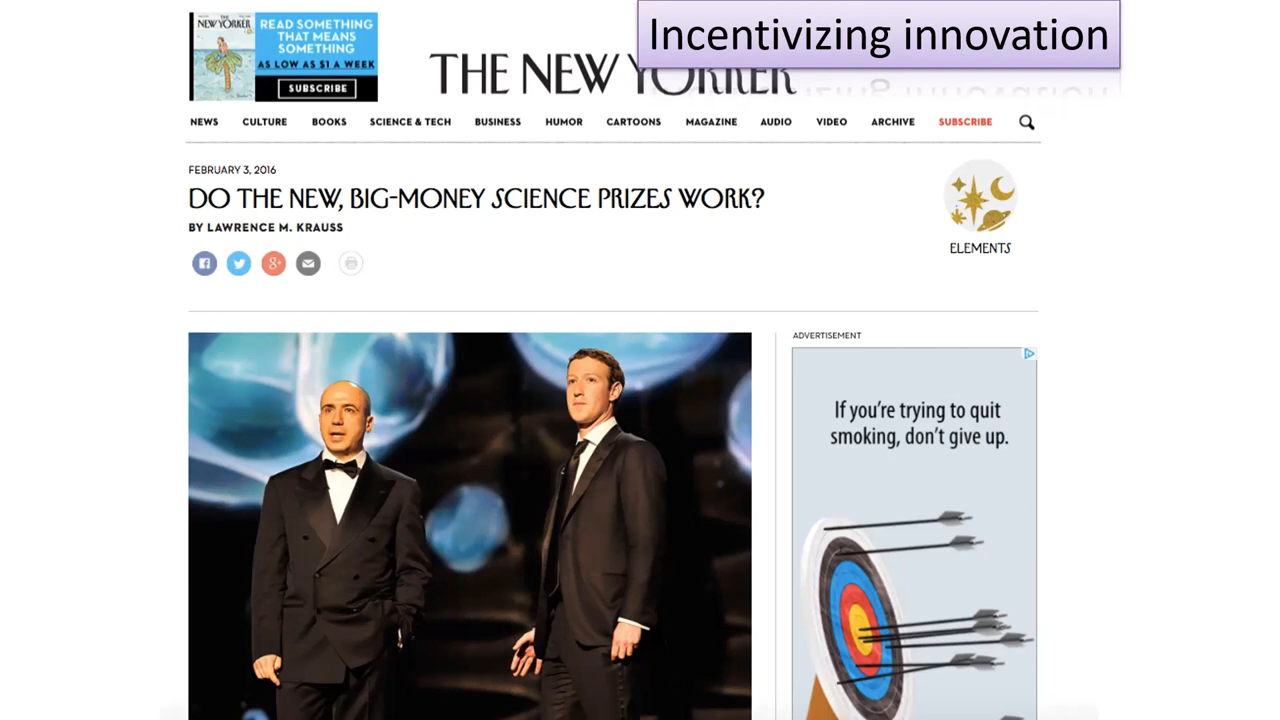 Incentivizing innovation
THE NEW YORKER
READ SOMETHING
THAT MEANS
SOMETHING
AS LOW AS $1 A WEEK
SUBSCRIBE
THE NEW YORKER
NEWS CULTURE BOOKS SCIENCE & TECH BUSINESS HUMOR CARTOONS MAGAZINE AUDIO VIDEO ARCHIVE SUBSCRIBE
FEBRUARY 3, 2016
DO THE NEW, BIG-MONEY SCIENCE PRIZES WORK?
BY LAWRENCE M. KRAUSS
ELEMENTS
ADVERTISEMENT
If you're trying to quit
smoking, don't give up.